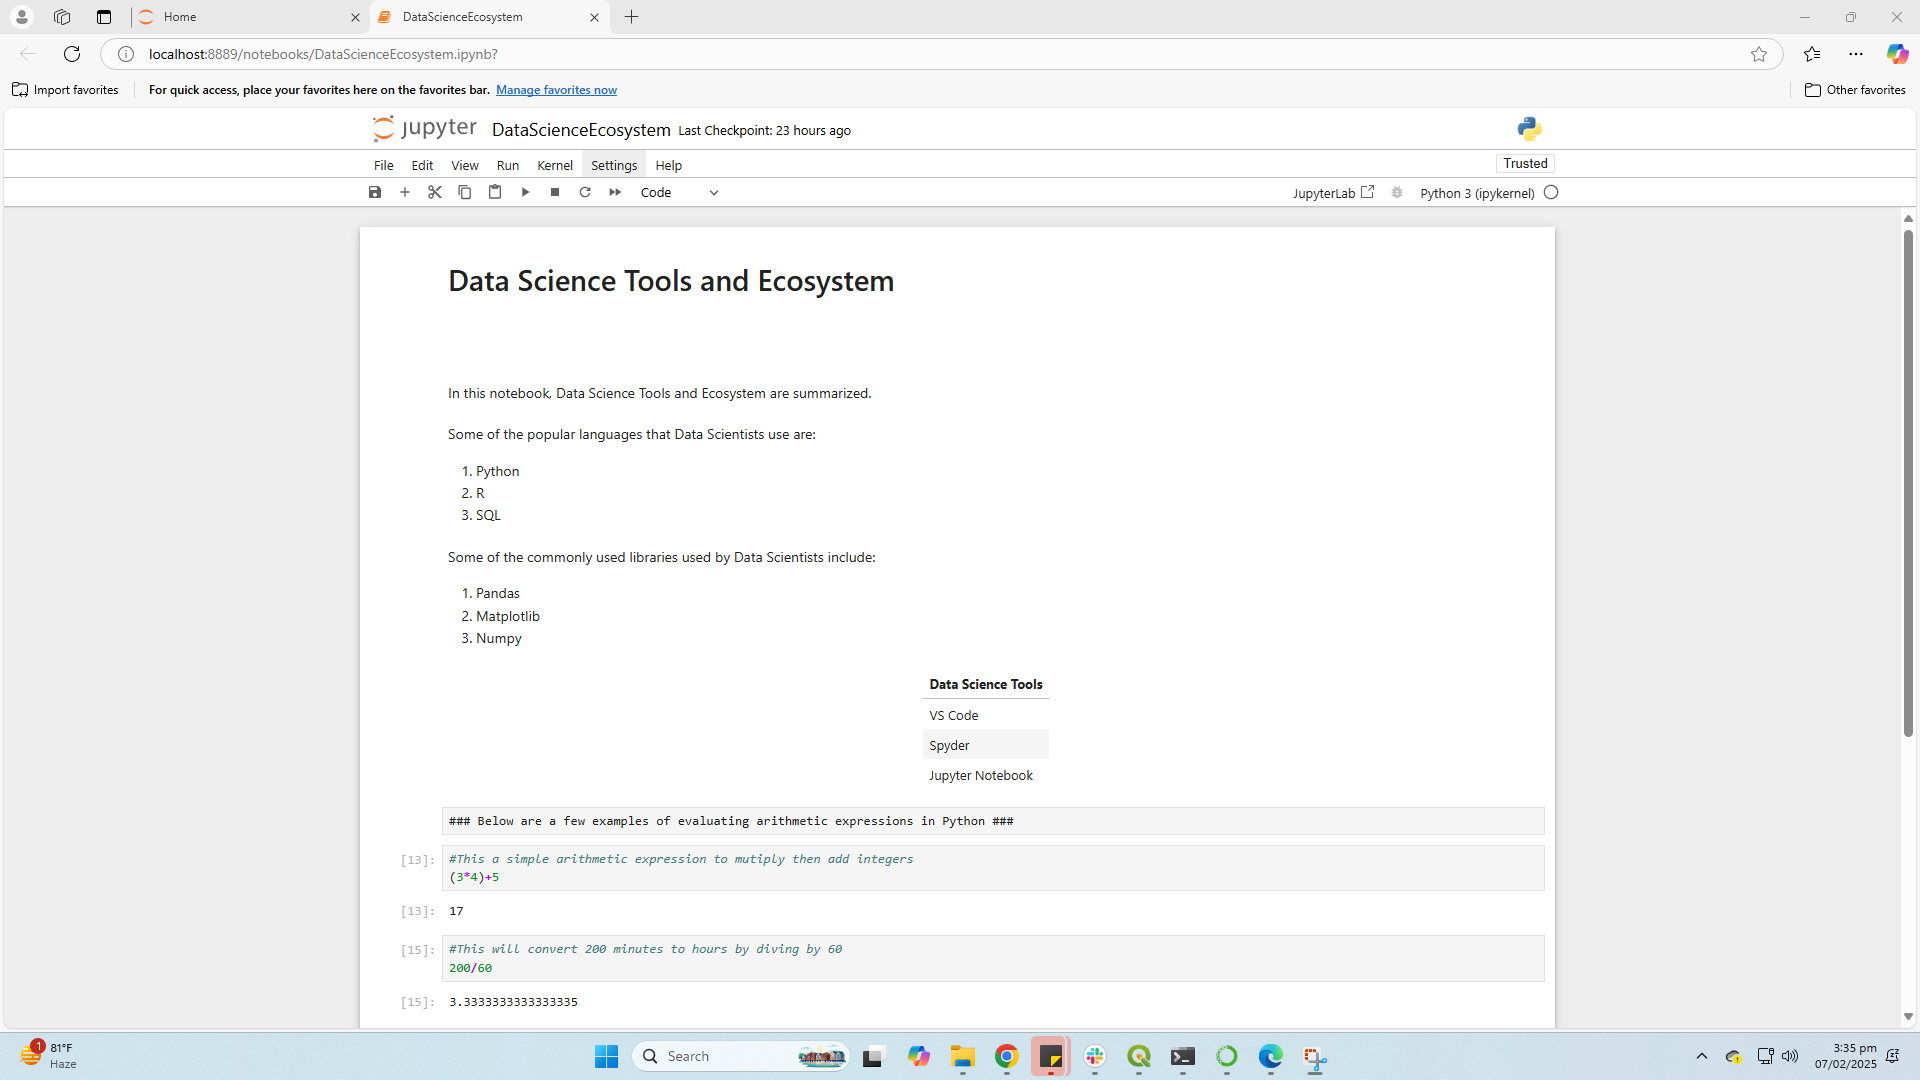 Home
DataScienceEcosystem
localhost:8889/notebooks/DataScienceEcosystem.ipynb?
Import favorites
For quick access, place your favorites here on the favorites bar. Manage favorites now
Other favorites
jupyter DataScienceEcosystem Last Checkpoint: 23 hours ago
File Edit View Run Kernel Settings Help
Trusted
Code
JupyterLab
Python 3 (ipykernel)
Data Science Tools and Ecosystem
In this notebook, Data Science Tools and Ecosystem are summarized.
Some of the popular languages that Data Scientists use are:
1. Python
2. R
3. SQL
Some of the commonly used libraries used by Data Scientists include:
1. Pandas
2. Matplotlib
3. Numpy
Data Science Tools
VS Code
Spyder
Jupyter Notebook
### Below are a few examples of evaluating arithmetic expressions in Python ###
[13]: #This a simple arithmetic expression to mutiply then add integers
(3*4)+5
[13]: 17
[15]: #This will convert 200 minutes to hours by diving by 60
200/60
[15]: 3.3333333333333335
1
81°F
Haze
Search
3:35 pm
07/02/2025